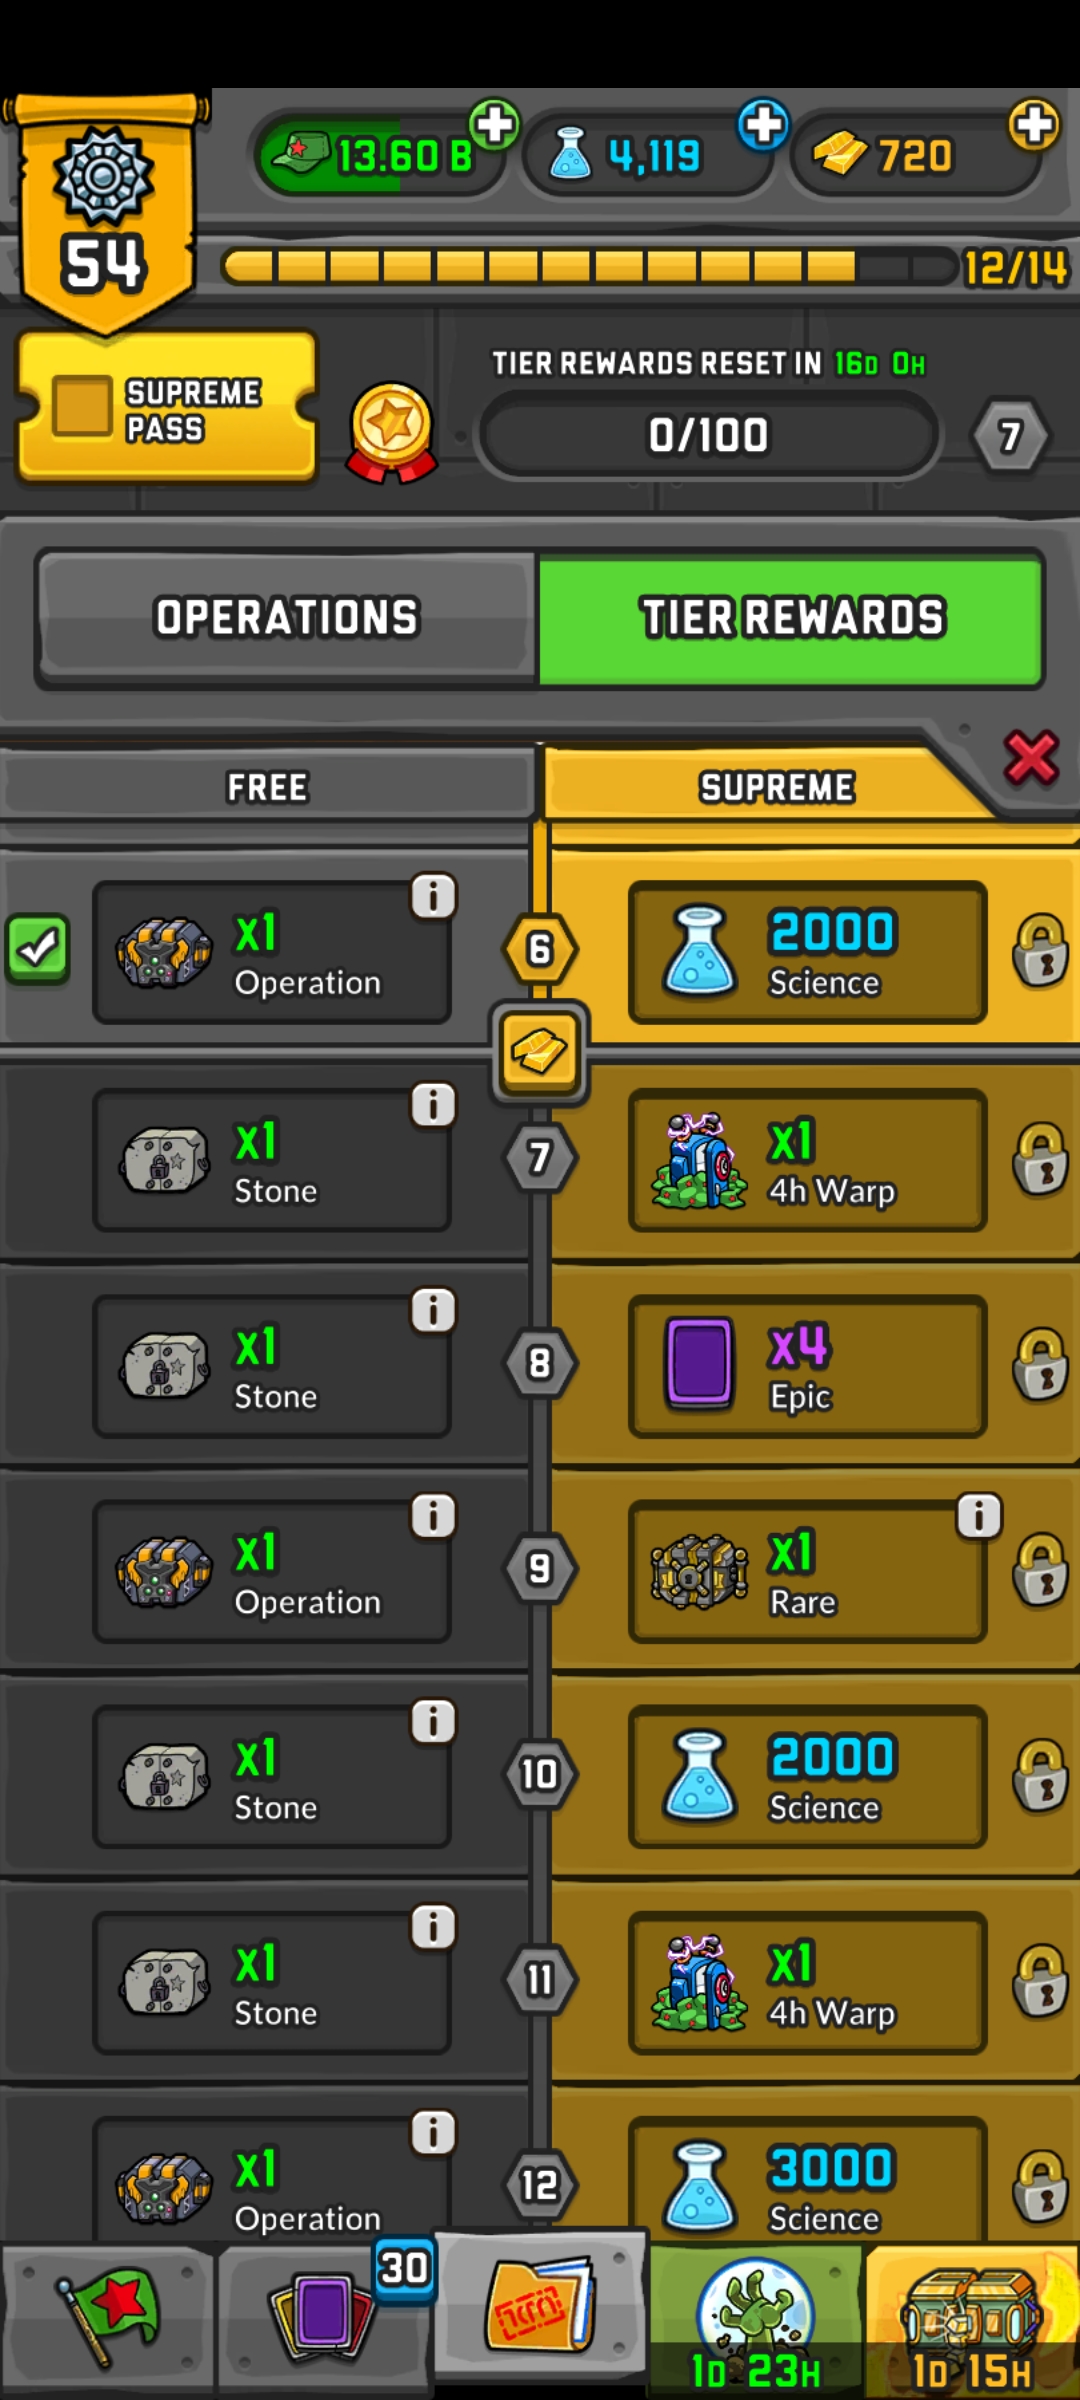 13.60 B
4,119
720
54
12/14
SUPREME
PASS
TIER REWARDS RESET IN 16D 0H
0/100
7
OPERATIONS
TIER REWARDS
FREE
SUPREME
x1
Operation
6
2000
Science
x1
Stone
7
x1
4h Warp
x1
Stone
8
x4
Epic
x1
Operation
9
x1
Rare
x1
Stone
10
2000
Science
x1
Stone
11
x1
4h Warp
x1
Operation
12
3000
Science
30
1D 23H
1D 15H